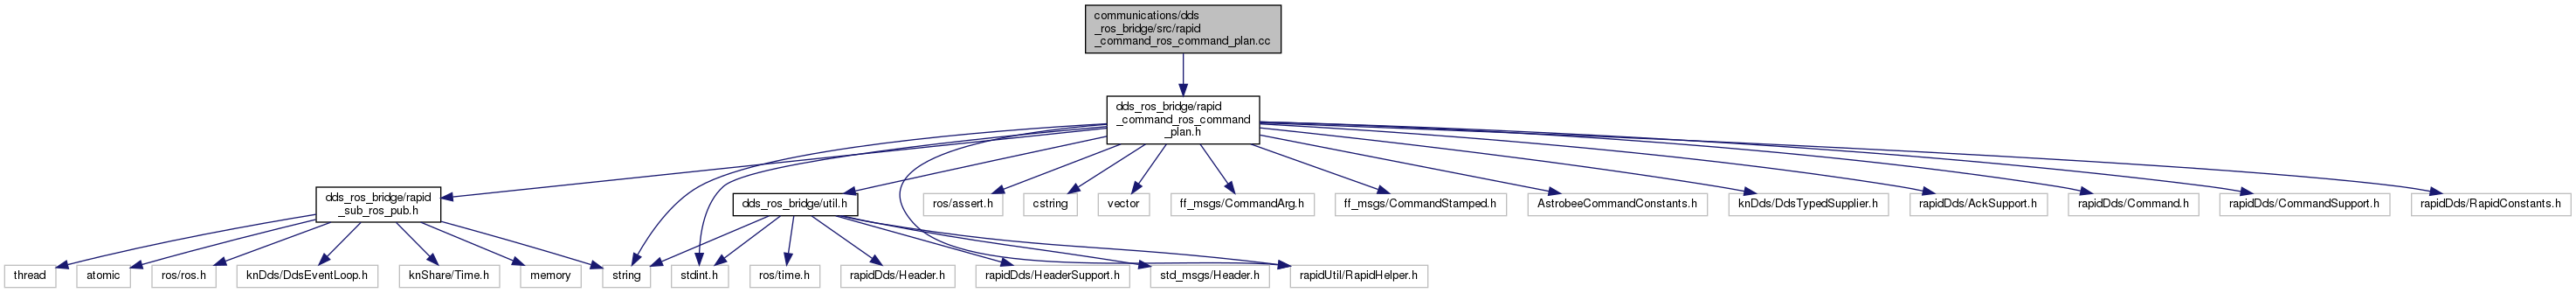 communications/dds
_ros_bridge/src/rapid
_command_ros_command_plan.cc
dds_ros_bridge/rapid
_command_ros_command
_plan.h
dds_ros_bridge/rapid
_sub_ros_pub.h
dds_ros_bridge/util.h
ros/assert.h
cstring
vector
ff_msgs/CommandArg.h
ff_msgs/CommandStamped.h
AstrobeeCommandConstants.h
knDds/DdsTypedSupplier.h
rapidDds/AckSupport.h
rapidDds/Command.h
rapidDds/CommandSupport.h
rapidDds/RapidConstants.h
thread
atomic
ros/ros.h
knDds/DdsEventLoop.h
knShare/Time.h
memory
string
stdint.h
ros/time.h
rapidDds/Header.h
rapidDds/HeaderSupport.h
std_msgs/Header.h
rapidUtil/RapidHelper.h